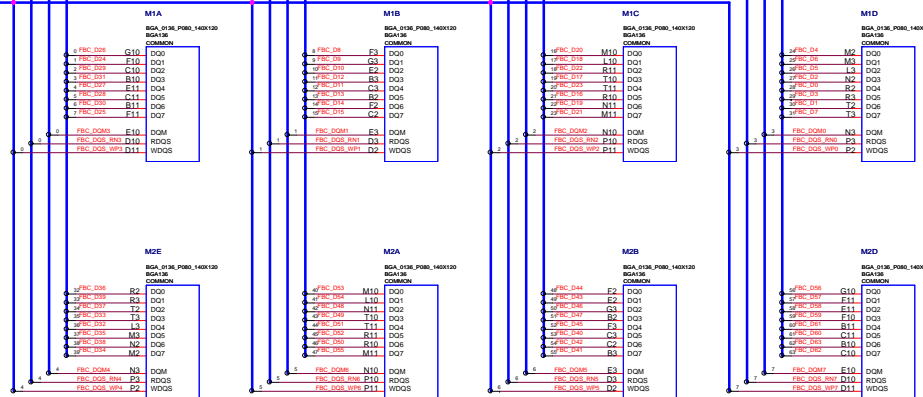 M1A
BGA_0136_P080_140X120
BGA136
COMMON
0 FBC_D26 G10 DQ0
1 FBC_D24 F10 DQ1
2 FBC_D29 C10 DQ2
3 FBC_D31 B10 DQ3
4 FBC_D27 E11 DQ4
5 FBC_D28 C11 DQ5
6 FBC_D30 B11 DQ6
7 FBC_D25 F11 DQ7
0 FBC_DQM3 E10 DQM
0 FBC_DQS_RN3 D10 RDQS
0 FBC_DQS_WP3 D11 WDQS
M1B
BGA_0136_P080_140X120
BGA136
COMMON
8 FBC_D8 F3 DQ0
9 FBC_D9 G3 DQ1
10 FBC_D10 E2 DQ2
11 FBC_D12 B3 DQ3
12 FBC_D11 C3 DQ4
13 FBC_D13 B2 DQ5
14 FBC_D14 F2 DQ6
15 FBC_D15 C2 DQ7
1 FBC_DQM1 E3 DQM
1 FBC_DQS_RN1 D3 RDQS
1 FBC_DQS_WP1 D2 WDQS
M1C
BGA_0136_P080_140X120
BGA136
COMMON
16 FBC_D20 M10 DQ0
17 FBC_D18 L10 DQ1
18 FBC_D22 R11 DQ2
19 FBC_D17 T10 DQ3
20 FBC_D23 T11 DQ4
21 FBC_D16 R10 DQ5
22 FBC_D19 N11 DQ6
23 FBC_D21 M11 DQ7
2 FBC_DQM2 N10 DQM
2 FBC_DQS_RN2 P10 RDQS
2 FBC_DQS_WP2 P11 WDQS
M1D
BGA_0136_P080_140X120
BGA136
COMMON
24 FBC_D4 M2 DQ0
25 FBC_D6 M3 DQ1
26 FBC_D5 L3 DQ2
27 FBC_D2 N2 DQ3
28 FBC_D0 R2 DQ4
29 FBC_D3 R3 DQ5
30 FBC_D1 T2 DQ6
31 FBC_D7 T3 DQ7
3 FBC_DQM0 N3 DQM
3 FBC_DQS_RN0 P3 RDQS
3 FBC_DQS_WP0 P2 WDQS
M2E
BGA_0136_P080_140X120
BGA136
COMMON
32 FBC_D36 R2 DQ0
33 FBC_D39 R3 DQ1
34 FBC_D37 T2 DQ2
35 FBC_D33 T3 DQ3
36 FBC_D32 L3 DQ4
37 FBC_D35 M3 DQ5
38 FBC_D38 N2 DQ6
39 FBC_D34 M2 DQ7
4 FBC_DQM4 N3 DQM
4 FBC_DQS_RN4 P3 RDQS
4 FBC_DQS_WP4 P2 WDQS
M2A
BGA_0136_P080_140X120
BGA136
COMMON
40 FBC_D53 M10 DQ0
41 FBC_D54 L10 DQ1
42 FBC_D48 N11 DQ2
43 FBC_D49 T10 DQ3
44 FBC_D51 T11 DQ4
45 FBC_D52 R11 DQ5
46 FBC_D50 R10 DQ6
47 FBC_D55 M11 DQ7
5 FBC_DQM6 N10 DQM
5 FBC_DQS_RN6 P10 RDQS
5 FBC_DQS_WP6 P11 WDQS
M2B
BGA_0136_P080_140X120
BGA136
COMMON
48 FBC_D44 F2 DQ0
49 FBC_D43 E2 DQ1
50 FBC_D46 G3 DQ2
51 FBC_D47 B2 DQ3
52 FBC_D45 F3 DQ4
53 FBC_D40 C3 DQ5
54 FBC_D42 C2 DQ6
55 FBC_D41 B3 DQ7
6 FBC_DQM5 E3 DQM
6 FBC_DQS_RN5 D3 RDQS
6 FBC_DQS_WP5 D2 WDQS
M2D
BGA_0136_P080_140X120
BGA136
COMMON
56 FBC_D56 G10 DQ0
57 FBC_D57 F11 DQ1
58 FBC_D58 E11 DQ2
59 FBC_D59 F10 DQ3
60 FBC_D61 B11 DQ4
61 FBC_D60 C11 DQ5
62 FBC_D63 B10 DQ6
63 FBC_D62 C10 DQ7
7 FBC_DQM7 E10 DQM
7 FBC_DQS_RN7 D10 RDQS
7 FBC_DQS_WP7 D11 WDQS